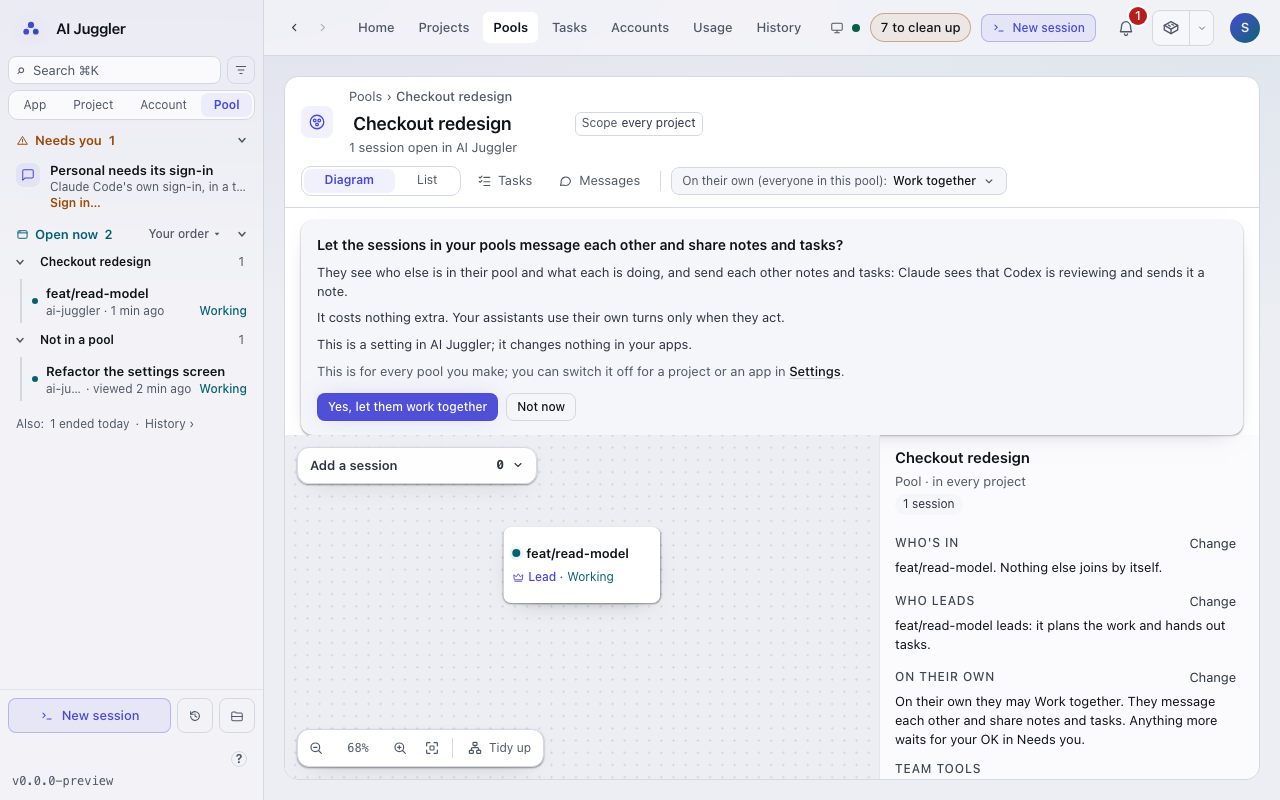 AI Juggler
Search ⌘K
App Project Account Pool
Needs you 1
Personal needs its sign-in
Claude Code's own sign-in, in a t…
Sign in…
Open now 2 Your order
Checkout redesign 1
feat/read-model
ai-juggler · 1 min ago Working
Not in a pool 1
Refactor the settings screen
ai-ju… · viewed 2 min ago Working
Also: 1 ended today · History ›
New session
?
v0.0.0-preview
Home Projects Pools Tasks Accounts Usage History 7 to clean up New session 1 S
Pools › Checkout redesign
Checkout redesign Scope every project
1 session open in AI Juggler
Diagram List Tasks Messages On their own (everyone in this pool): Work together
Let the sessions in your pools message each other and share notes and tasks?
They see who else is in their pool and what each is doing, and send each other notes and tasks: Claude sees that Codex is reviewing and sends it a
note.
It costs nothing extra. Your assistants use their own turns only when they act.
This is a setting in AI Juggler; it changes nothing in your apps.
This is for every pool you make; you can switch it off for a project or an app in Settings.
Yes, let them work together Not now
Add a session 0
feat/read-model
Lead · Working
68% Tidy up
Checkout redesign
Pool · in every project
1 session
WHO'S IN Change
feat/read-model. Nothing else joins by itself.
WHO LEADS Change
feat/read-model leads: it plans the work and hands out
tasks.
ON THEIR OWN Change
On their own they may Work together. They message
each other and share notes and tasks. Anything more
waits for your OK in Needs you.
TEAM TOOLS